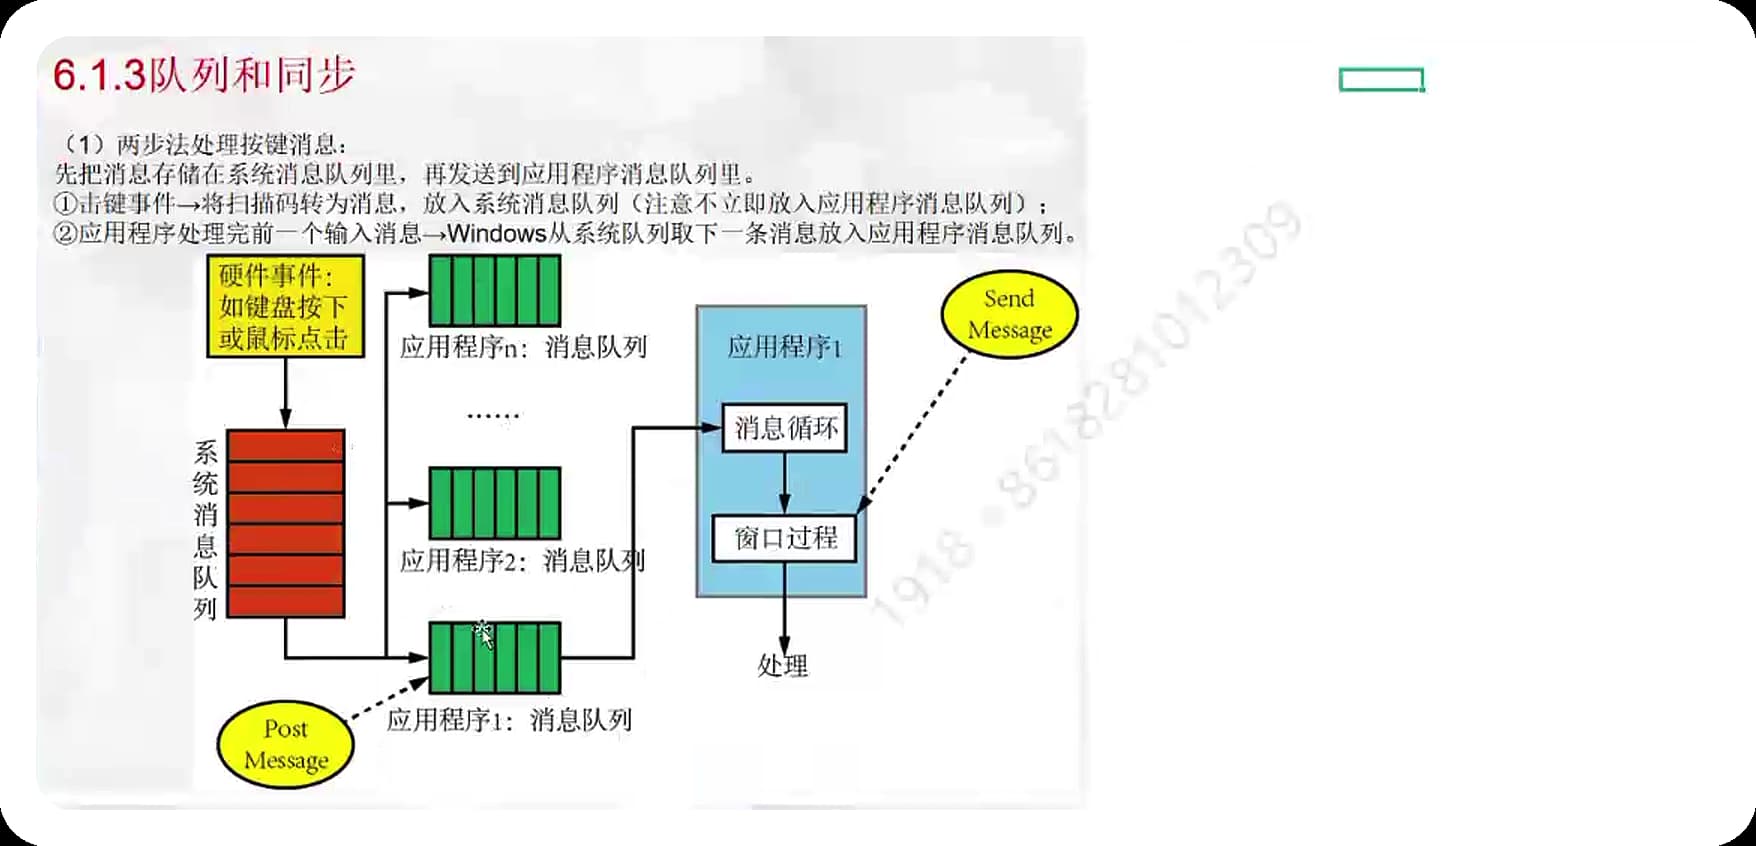 6.1.3队列和同步
（1）两步法处理按键消息：
先把消息存储在系统消息队列里，再发送到应用程序消息队列里。
①击键事件→将扫描码转为消息，放入系统消息队列（注意不立即放入应用程序消息队列）；
②应用程序处理完前一个输入消息→Windows从系统队列取下一条消息放入应用程序消息队列。
硬件事件：
如键盘按下
或鼠标点击
应用程序n：消息队列
……
系统消息队列
应用程序2：消息队列
应用程序1：消息队列
Post
Message
应用程序1
消息循环
窗口过程
处理
Send
Message
1918 • 8618281012309